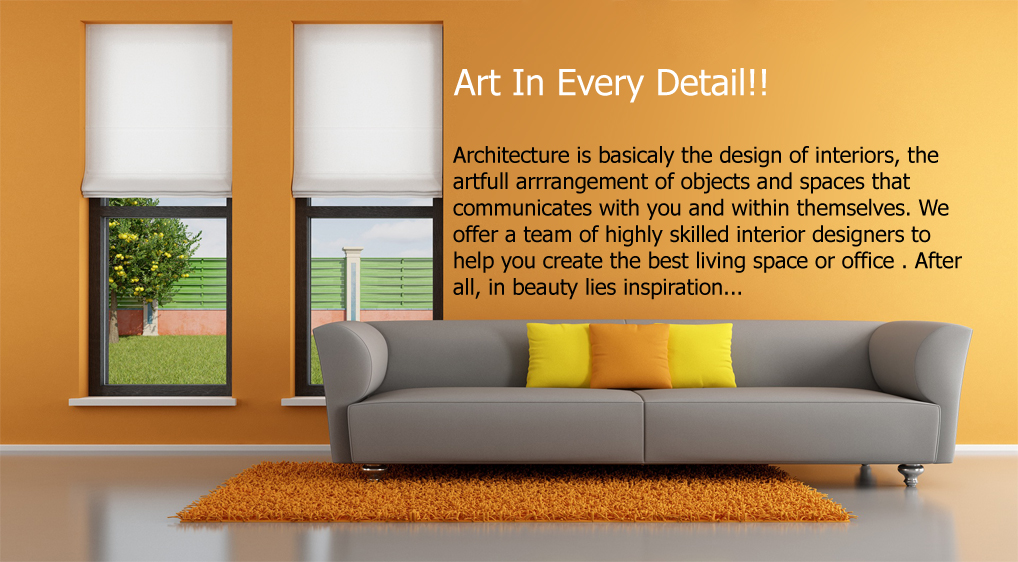 Art In Every Detail!!
Architecture is basicaly the design of interiors, the
artfull arrrangement of objects and spaces that
communicates with you and within themselves. We
offer a team of highly skilled interior designers to
help you create the best living space or office . After
all, in beauty lies inspiration...